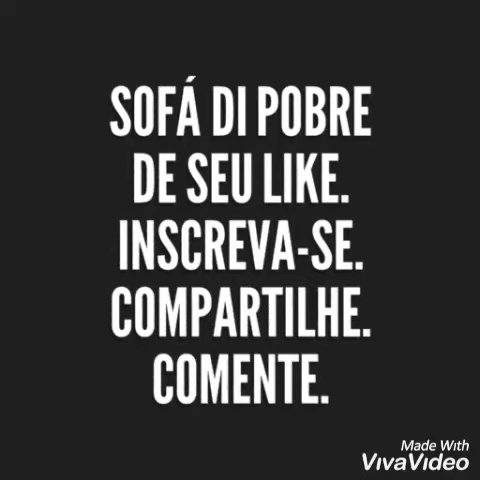 SOFÁ DI POBRE
DE SEU LIKE.
INSCREVA-SE.
COMPARTILHE.
COMENTE.
Made With
VivaVideo